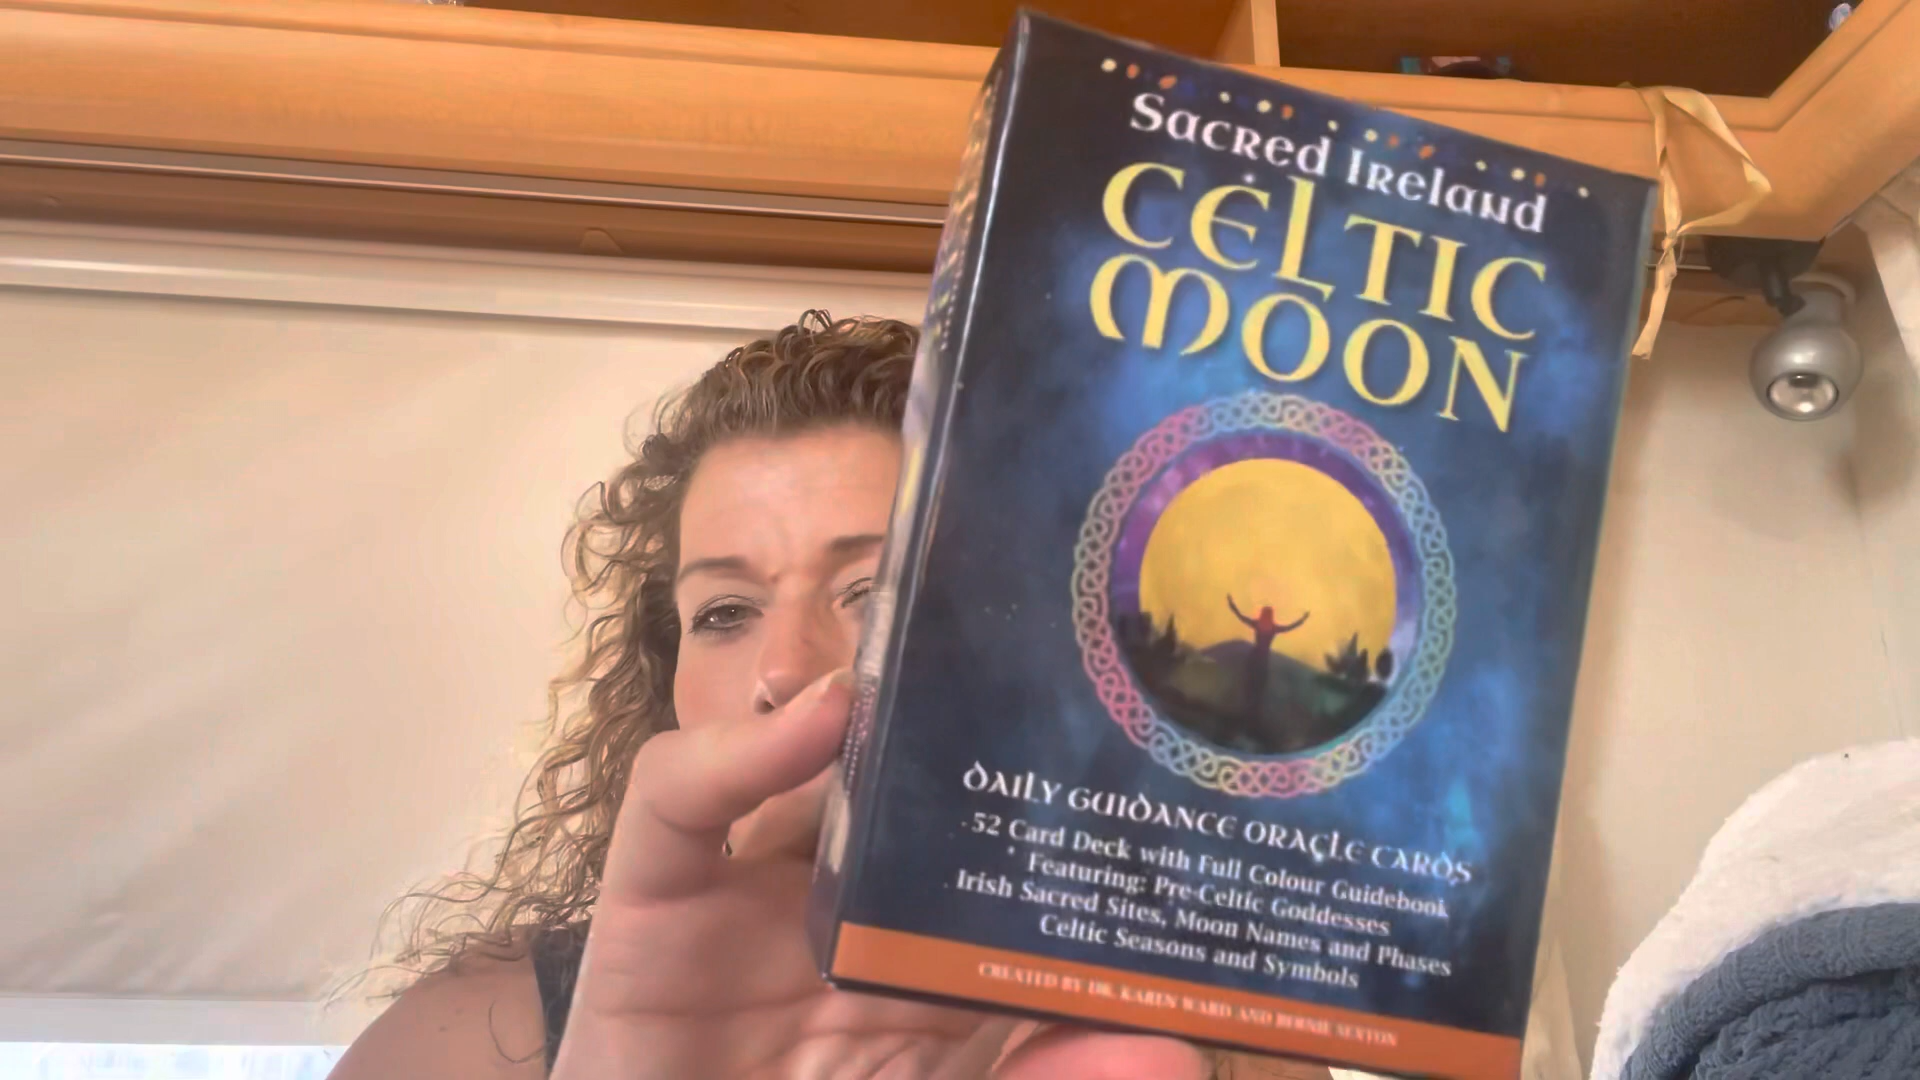 Sacred Ireland
CELTIC
MOON
DAILY GUIDANCE ORACLE CARDS
52 Card Deck with Full Colour Guidebook
Featuring: Pre-Celtic Goddesses
Irish Sacred Sites, Moon Names and Phases
Celtic Seasons and Symbols
CREATED BY DR. KAREN WARD AND BERNIE SEXTON